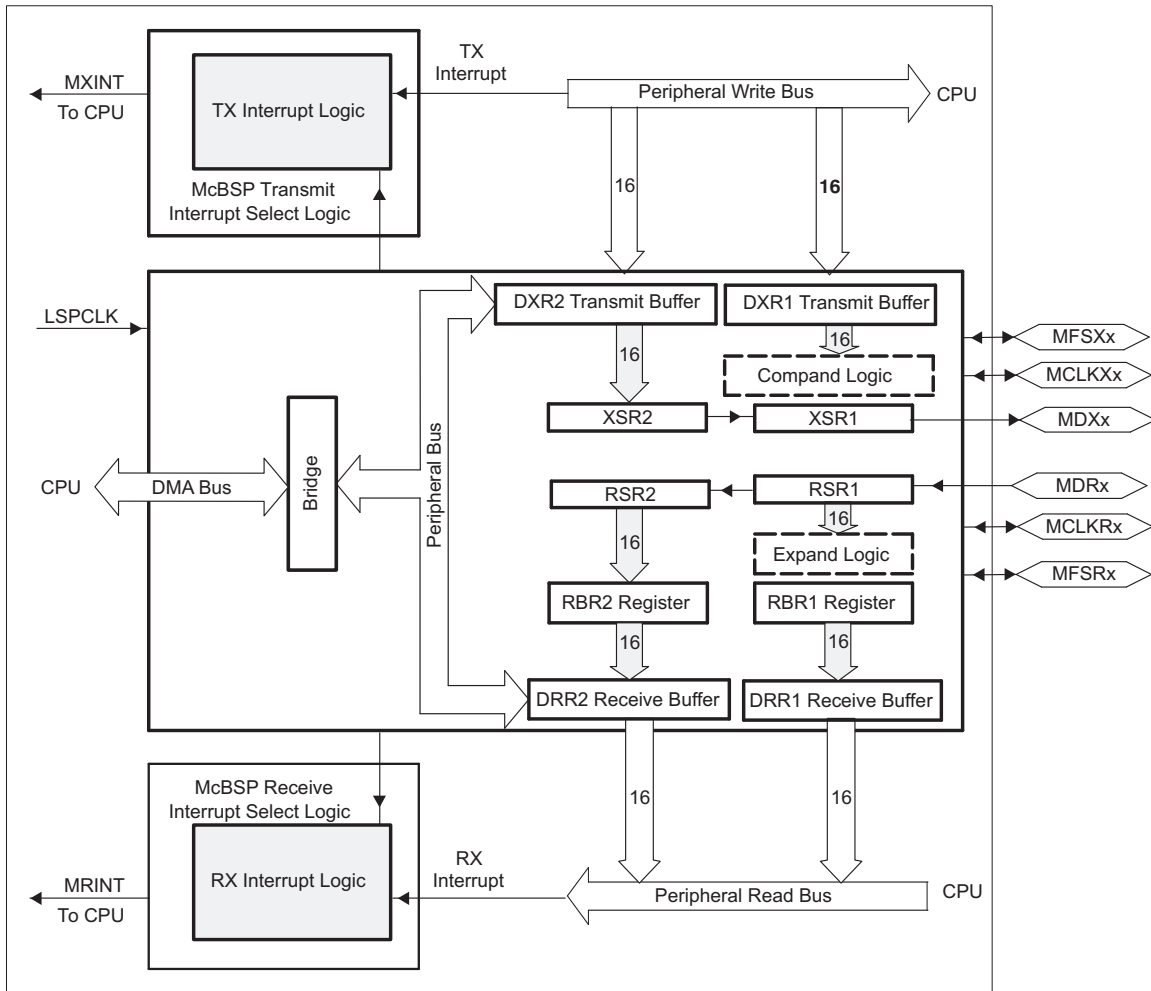 TX
Interrupt
MXINT
To CPU
TX Interrupt Logic
Peripheral Write Bus
CPU
McBSP Transmit
Interrupt Select Logic
16
16
LSPCLK
DXR2 Transmit Buffer
DXR1 Transmit Buffer
16
16
Compand Logic
MFSXx
MCLKXx
XSR2
XSR1
MDXx
CPU
DMA Bus
Bridge
Peripheral Bus
RSR2
RSR1
MDRx
16
16
MCLKRx
Expand Logic
MFSRx
RBR2 Register
RBR1 Register
16
16
DRR2 Receive Buffer
DRR1 Receive Buffer
McBSP Receive
Interrupt Select Logic
16
16
RX
Interrupt
MRINT
To CPU
RX Interrupt Logic
Peripheral Read Bus
CPU